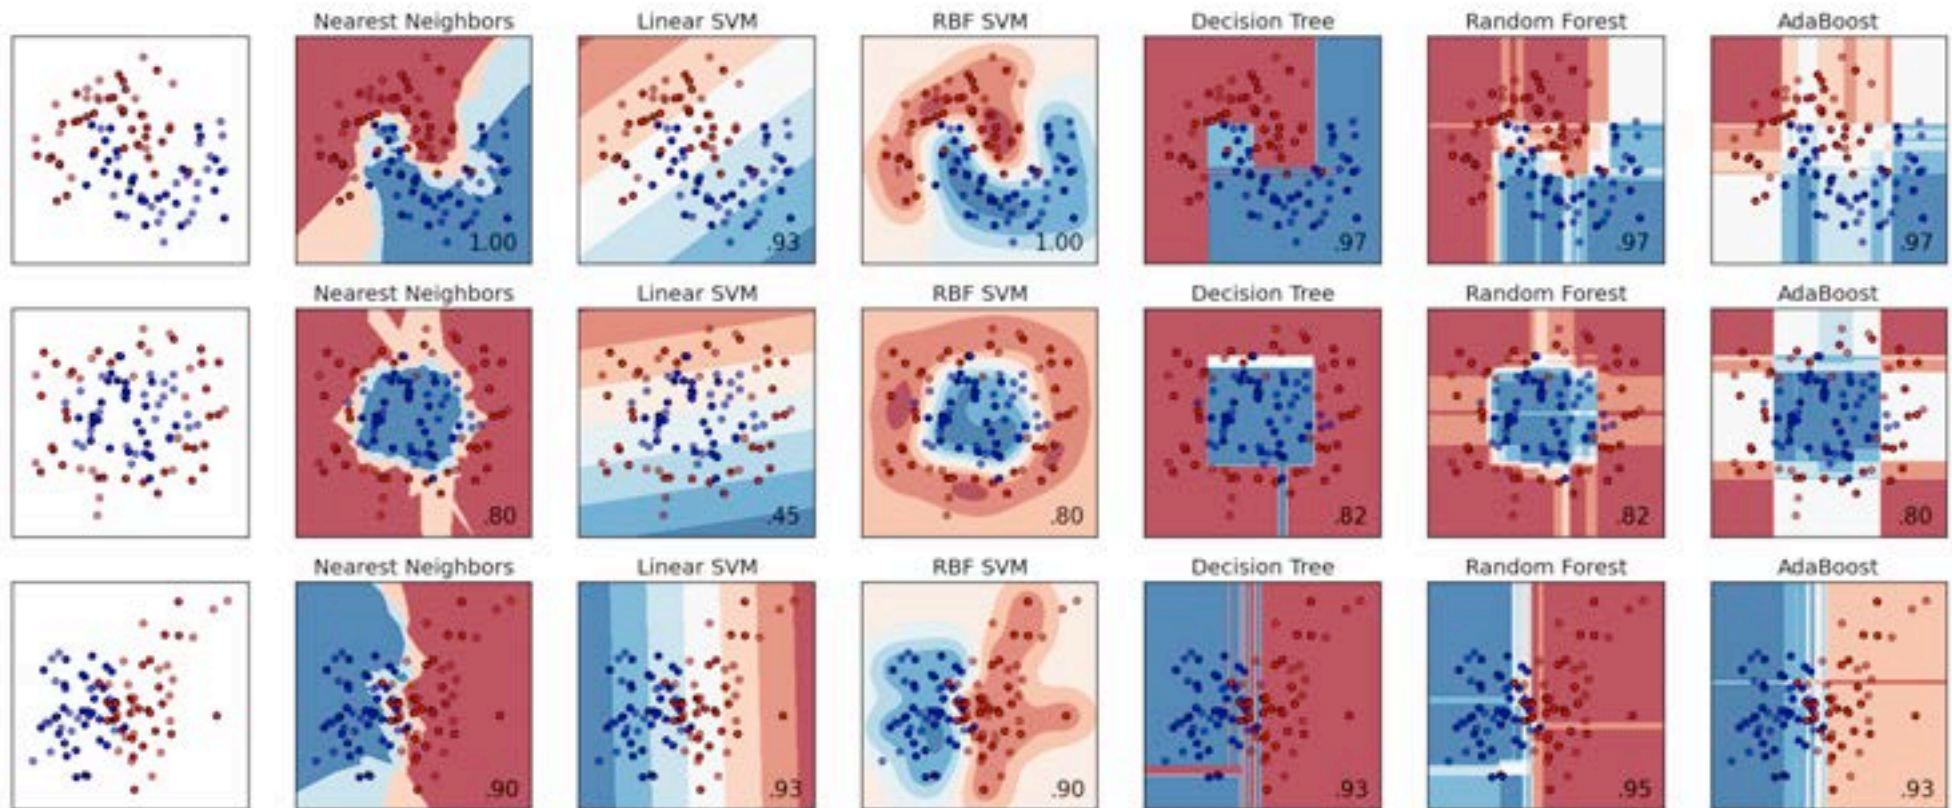 Nearest Neighbors Linear SVM RBF SVM Decision Tree Random Forest AdaBoost
1.00 .93 1.00 .97 .97 .97
Nearest Neighbors Linear SVM RBF SVM Decision Tree Random Forest AdaBoost
.80 .45 .80 .82 .82 .80
Nearest Neighbors Linear SVM RBF SVM Decision Tree Random Forest AdaBoost
.90 .93 .90 .93 .95 .93